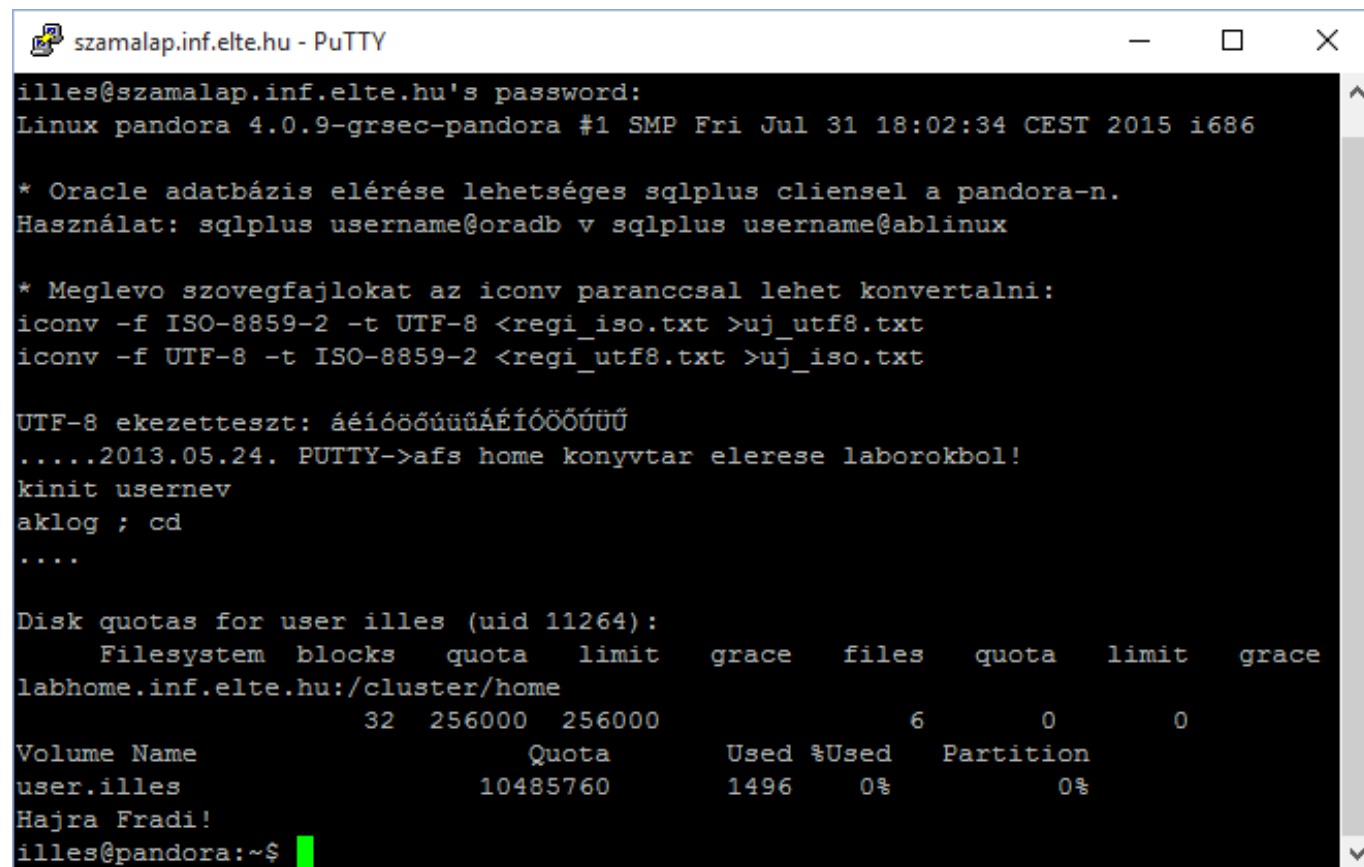 szamalap.inf.elte.hu - PuTTY
illes@szamalap.inf.elte.hu's password:
Linux pandora 4.0.9-grsec-pandora #1 SMP Fri Jul 31 18:02:34 CEST 2015 i686
* Oracle adatbázis elérése lehetséges sqlplus cliensel a pandora-n.
Használat: sqlplus username@oradb v sqlplus username@ablinux
* Meglevo szovegfajlokat az iconv paranccsal lehet konvertalni:
iconv -f ISO-8859-2 -t UTF-8 <regi_iso.txt >uj_utf8.txt
iconv -f UTF-8 -t ISO-8859-2 <regi_utf8.txt >uj_iso.txt
UTF-8 ekezetteszt: áéíóöőúüűÁÉÍÓÖŐÚÜŰ
.....2013.05.24. PUTTY->afs home konyvtar elerese laborokbol!
kinit usernev
aklog ; cd
....
Disk quotas for user illes (uid 11264):
Filesystem blocks quota limit grace files quota limit grace
labhome.inf.elte.hu:/cluster/home
32 256000 256000 6 0 0
Volume Name Quota Used %Used Partition
user.illes 10485760 1496 0% 0%
Hajra Fradi!
illes@pandora:~$